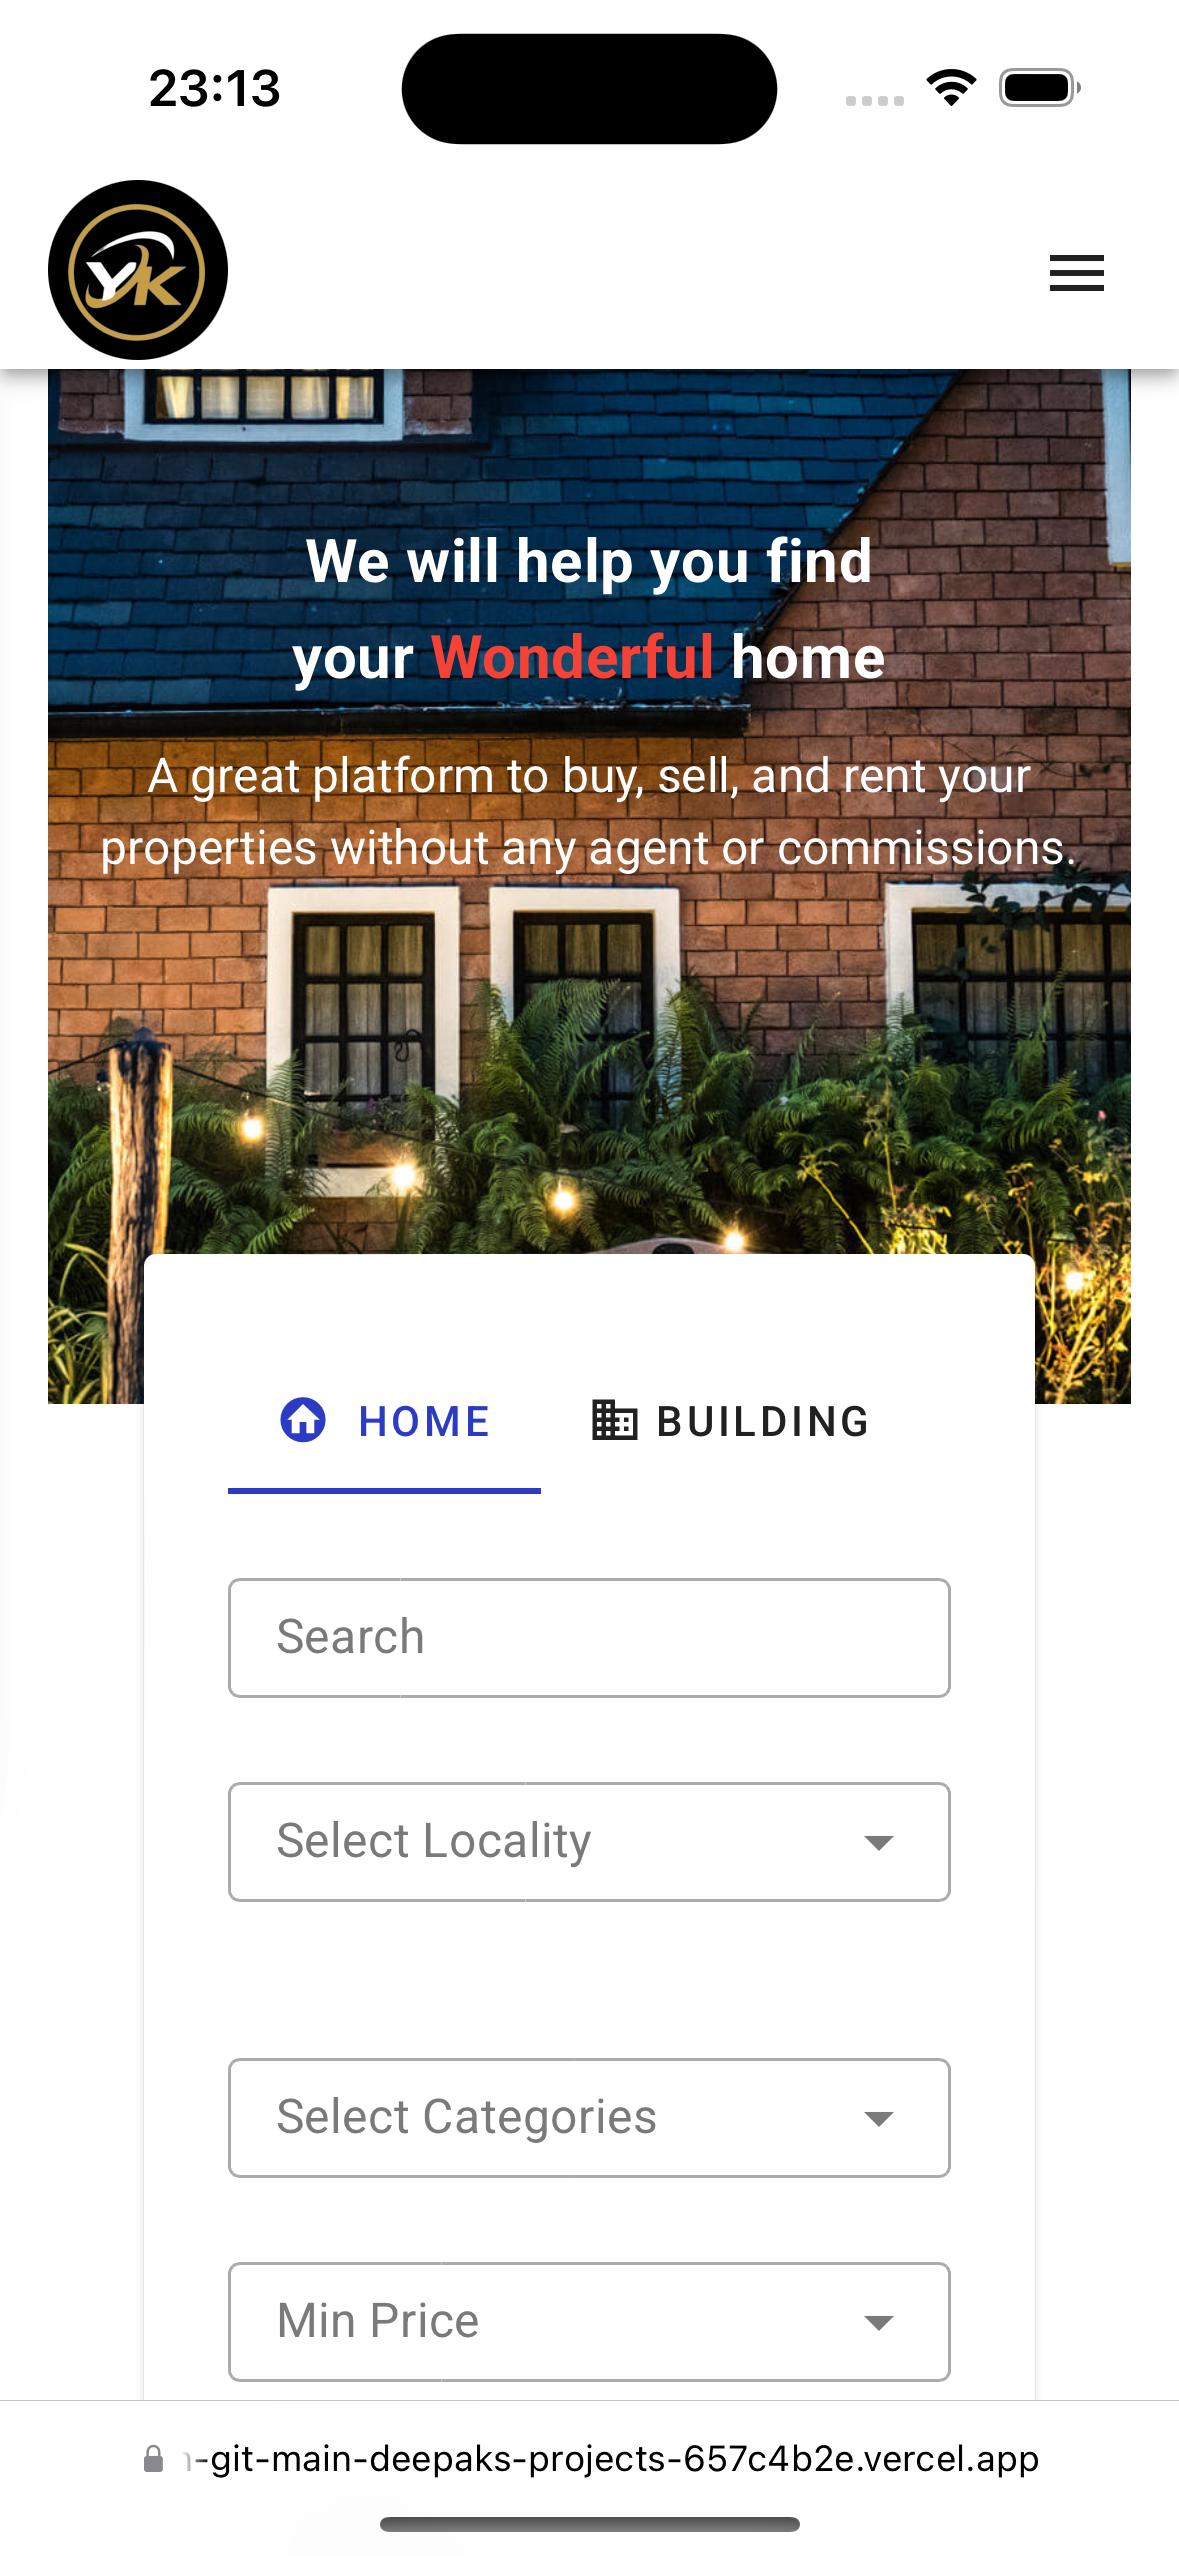 23:13
YK
We will help you find
your Wonderful home
A great platform to buy, sell, and rent your
properties without any agent or commissions.
HOME
BUILDING
Search
Select Locality
Select Categories
Min Price
-git-main-deepaks-projects-657c4b2e.vercel.app